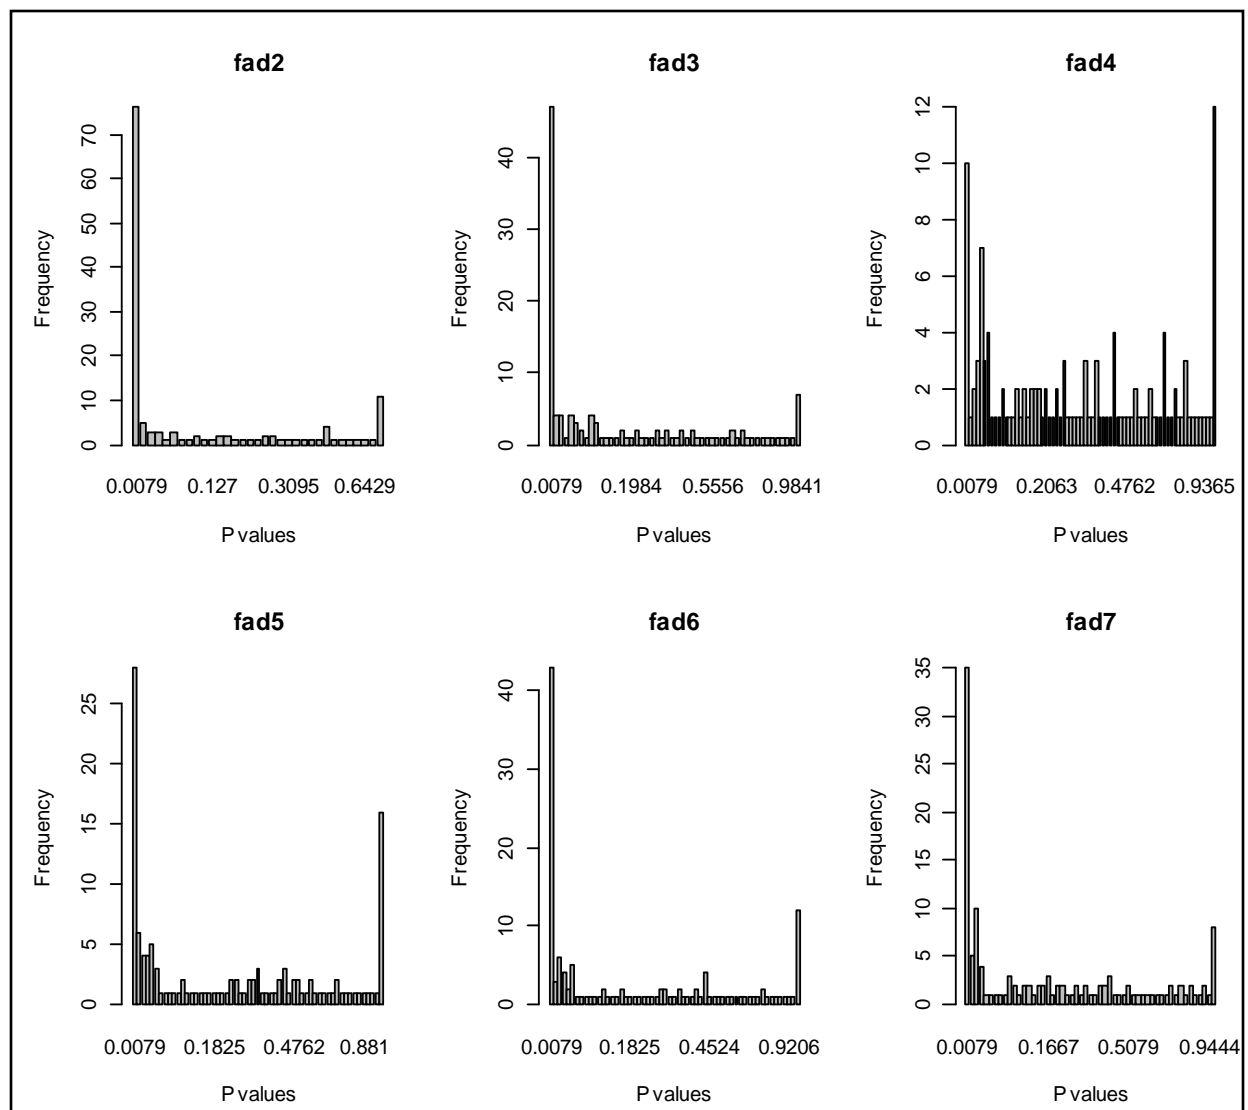 fad2
fad3
fad4
Frequency
0 10 20 30 40 50 60 70
Frequency
0 10 20 30 40
Frequency
0 2 4 6 8 10 12
0.0079 0.127 0.3095 0.6429
0.0079 0.1984 0.5556 0.9841
0.0079 0.2063 0.4762 0.9365
P values
P values
P values
fad5
fad6
fad7
Frequency
0 5 10 15 20 25
Frequency
0 10 20 30 40
Frequency
0 5 10 15 20 25 30 35
0.0079 0.1825 0.4762 0.881
0.0079 0.1825 0.4524 0.9206
0.0079 0.1667 0.5079 0.9444
P values
P values
P values